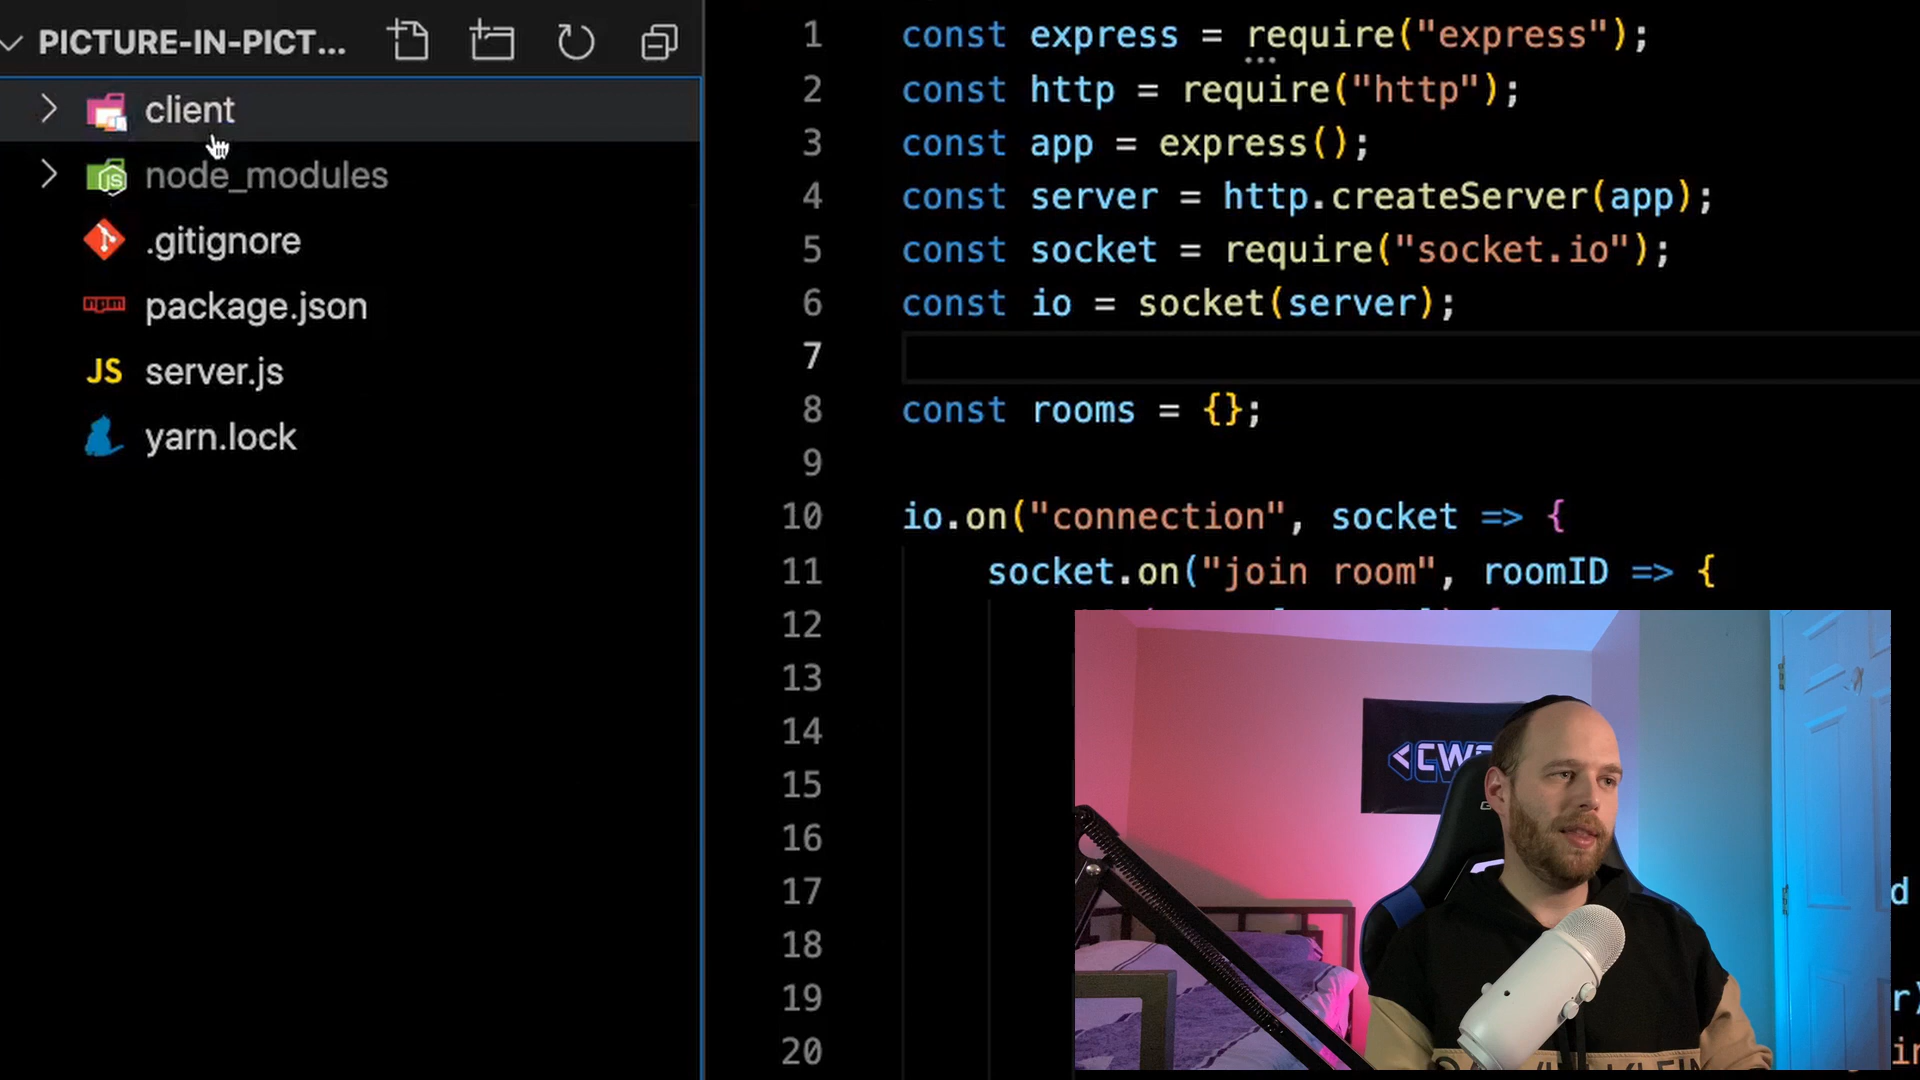 PICTURE-IN-PICT...
client
node_modules
.gitignore
package.json
JS server.js
yarn.lock
1 const express = require("express");
2 const http = require("http");
3 const app = express();
4 const server = http.createServer(app);
5 const socket = require("socket.io");
6 const io = socket(server);
7
8 const rooms = {};
9
10 io.on("connection", socket => {
11 socket.on("join room", roomID => {
12
13
14
15
16
17
18
19
20
<CW